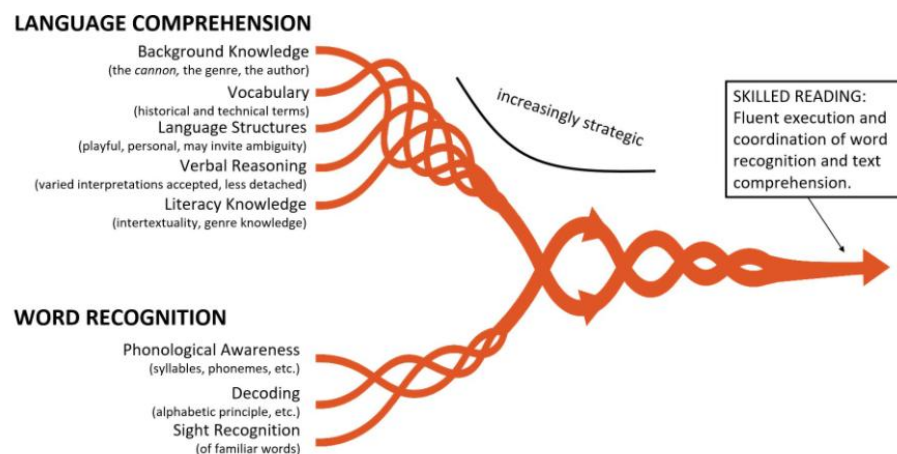 LANGUAGE COMPREHENSION
Background Knowledge
(the cannon, the genre, the author)
Vocabulary
(historical and technical terms)
Language Structures
(playful, personal, may invite ambiguity)
Verbal Reasoning
(varied interpretations accepted, less detached)
Literacy Knowledge
(intertextuality, genre knowledge)
increasingly strategic
SKILLED READING:
Fluent execution and
coordination of word
recognition and text
comprehension.
WORD RECOGNITION
Phonological Awareness
(syllables, phonemes, etc.)
Decoding
(alphabetic principle, etc.)
Sight Recognition
(of familiar words)